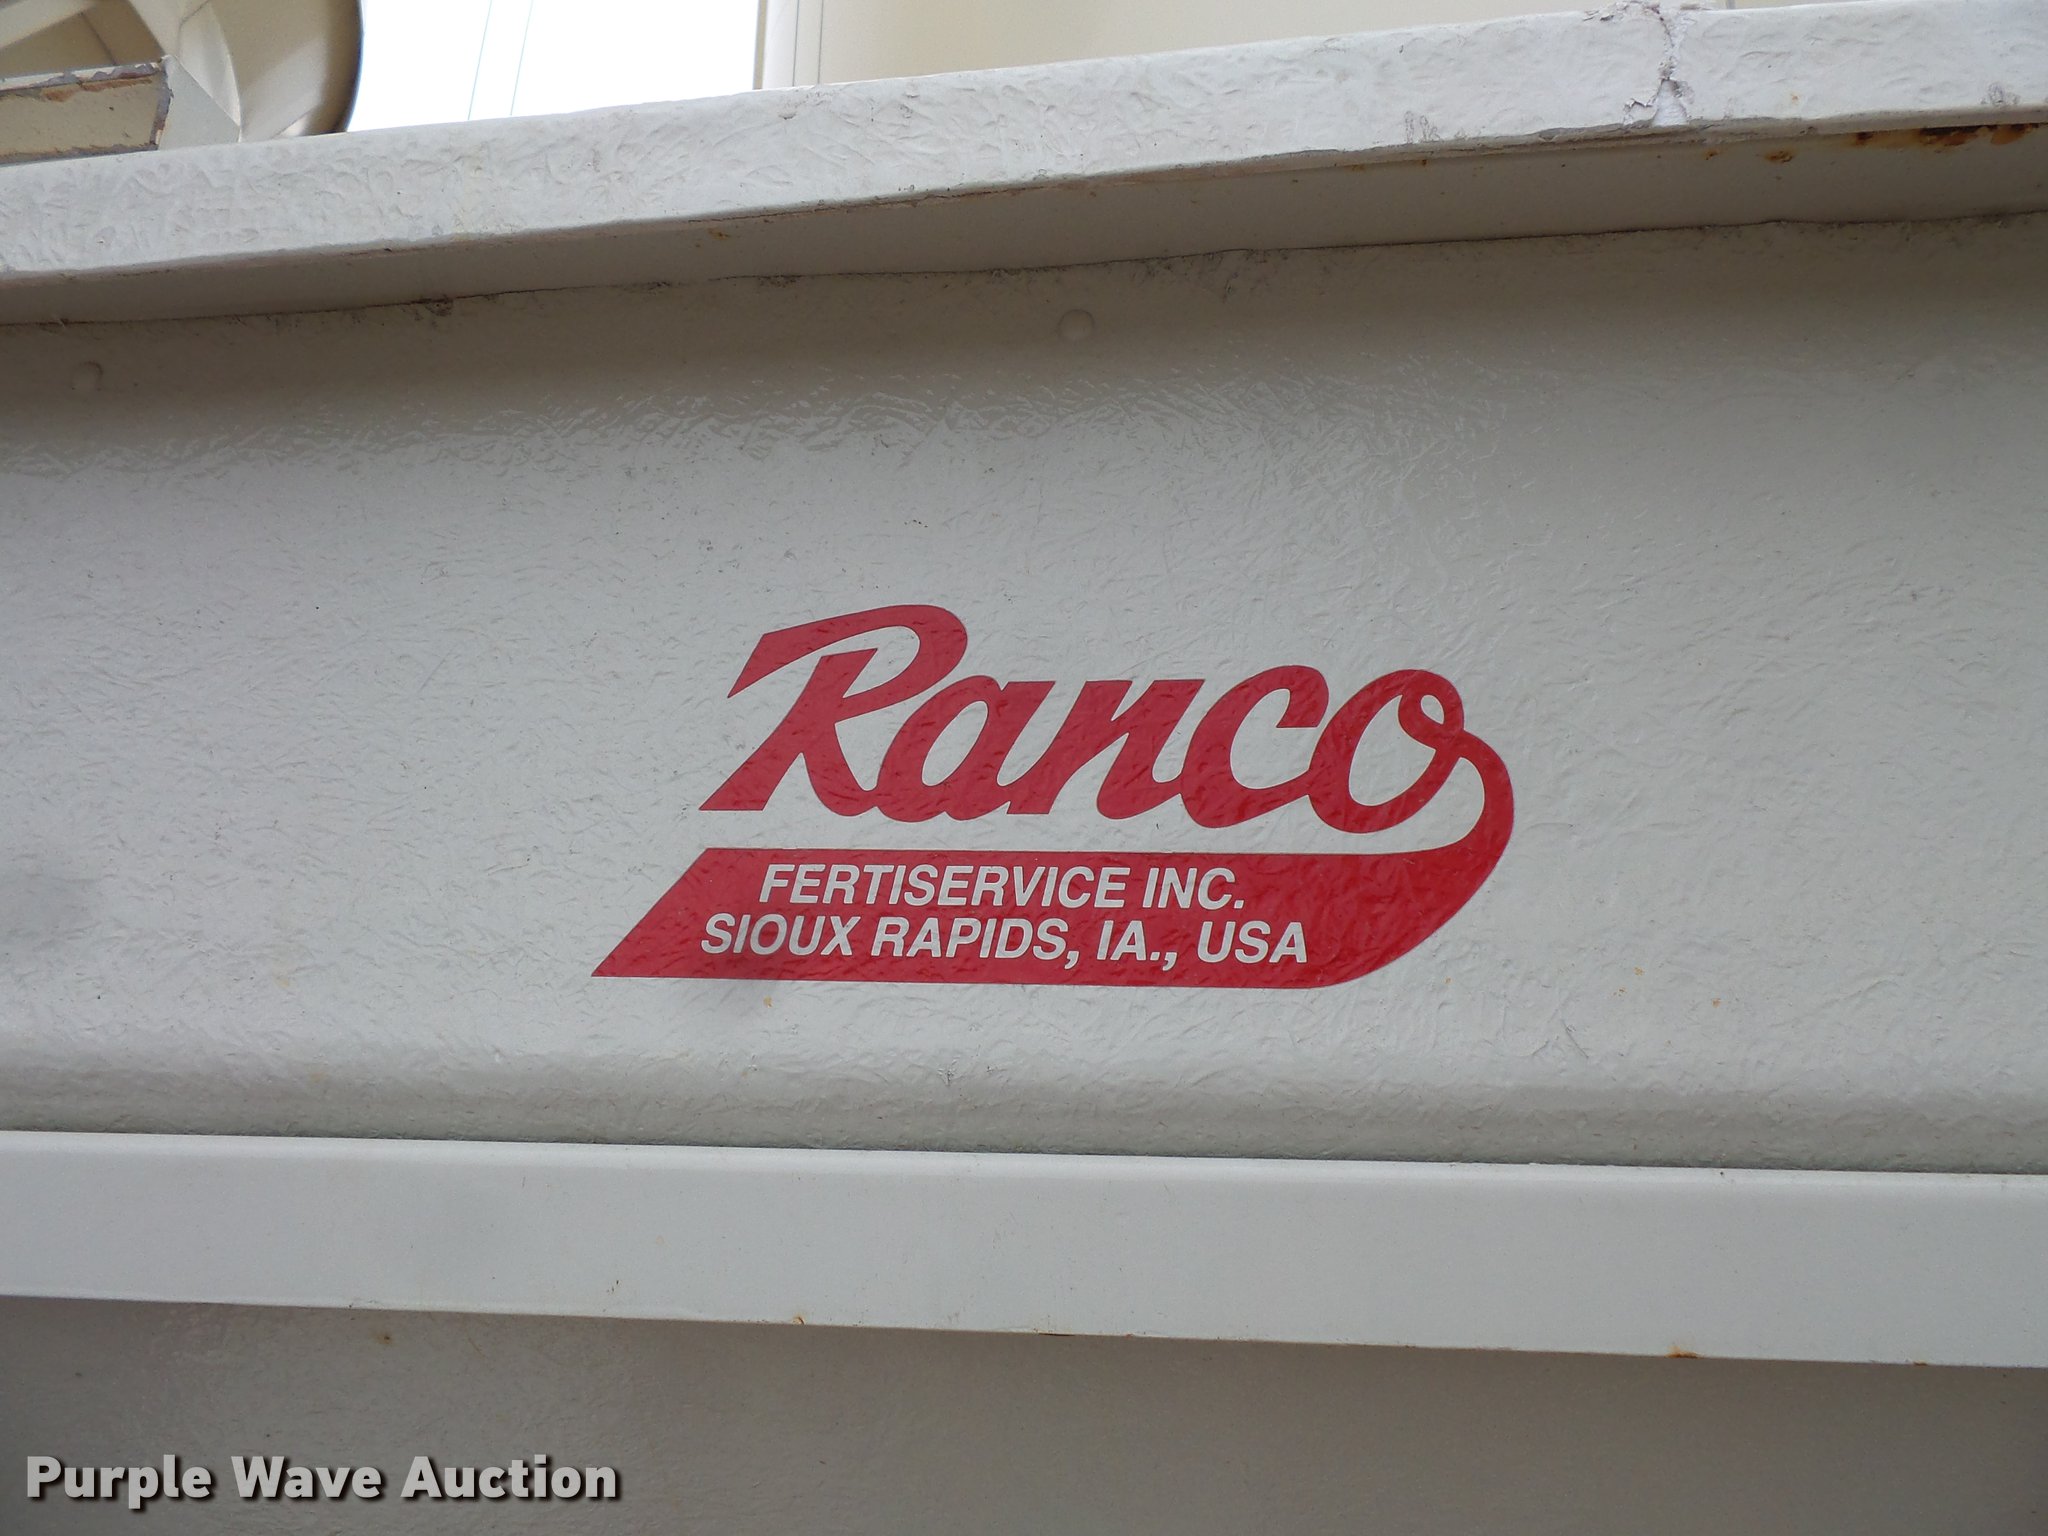 Ranco
FERTISERVICE INC.
SIOUX RAPIDS, IA., USA
Purple Wave Auction